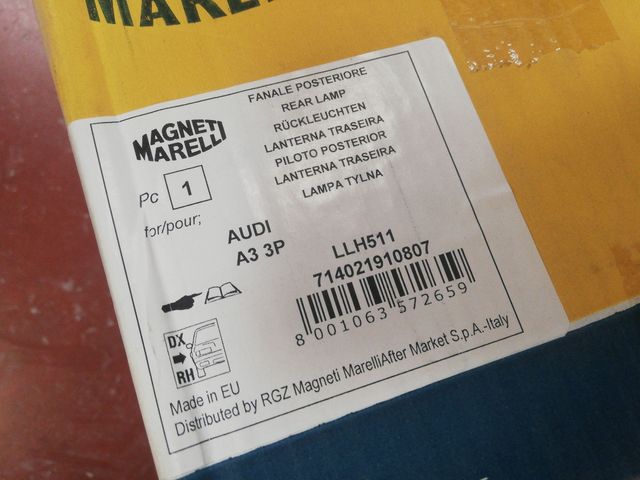 MAGNETI
MARELLI
FANALE POSTERIORE
REAR LAMP
RÜCKLEUCHTEN
LANTERNA TRASEIRA
PILOTO POSTERIOR
LANTERNA TRASEIRA
LAMPA TYLNA
Pc 1
for/pour;
AUDI
A3 3P
LLH511
714021910807
8 001063 572659
DX
RH
Made in EU
Distributed by RGZ Magneti MarelliAfter Market S.p.A.-Italy